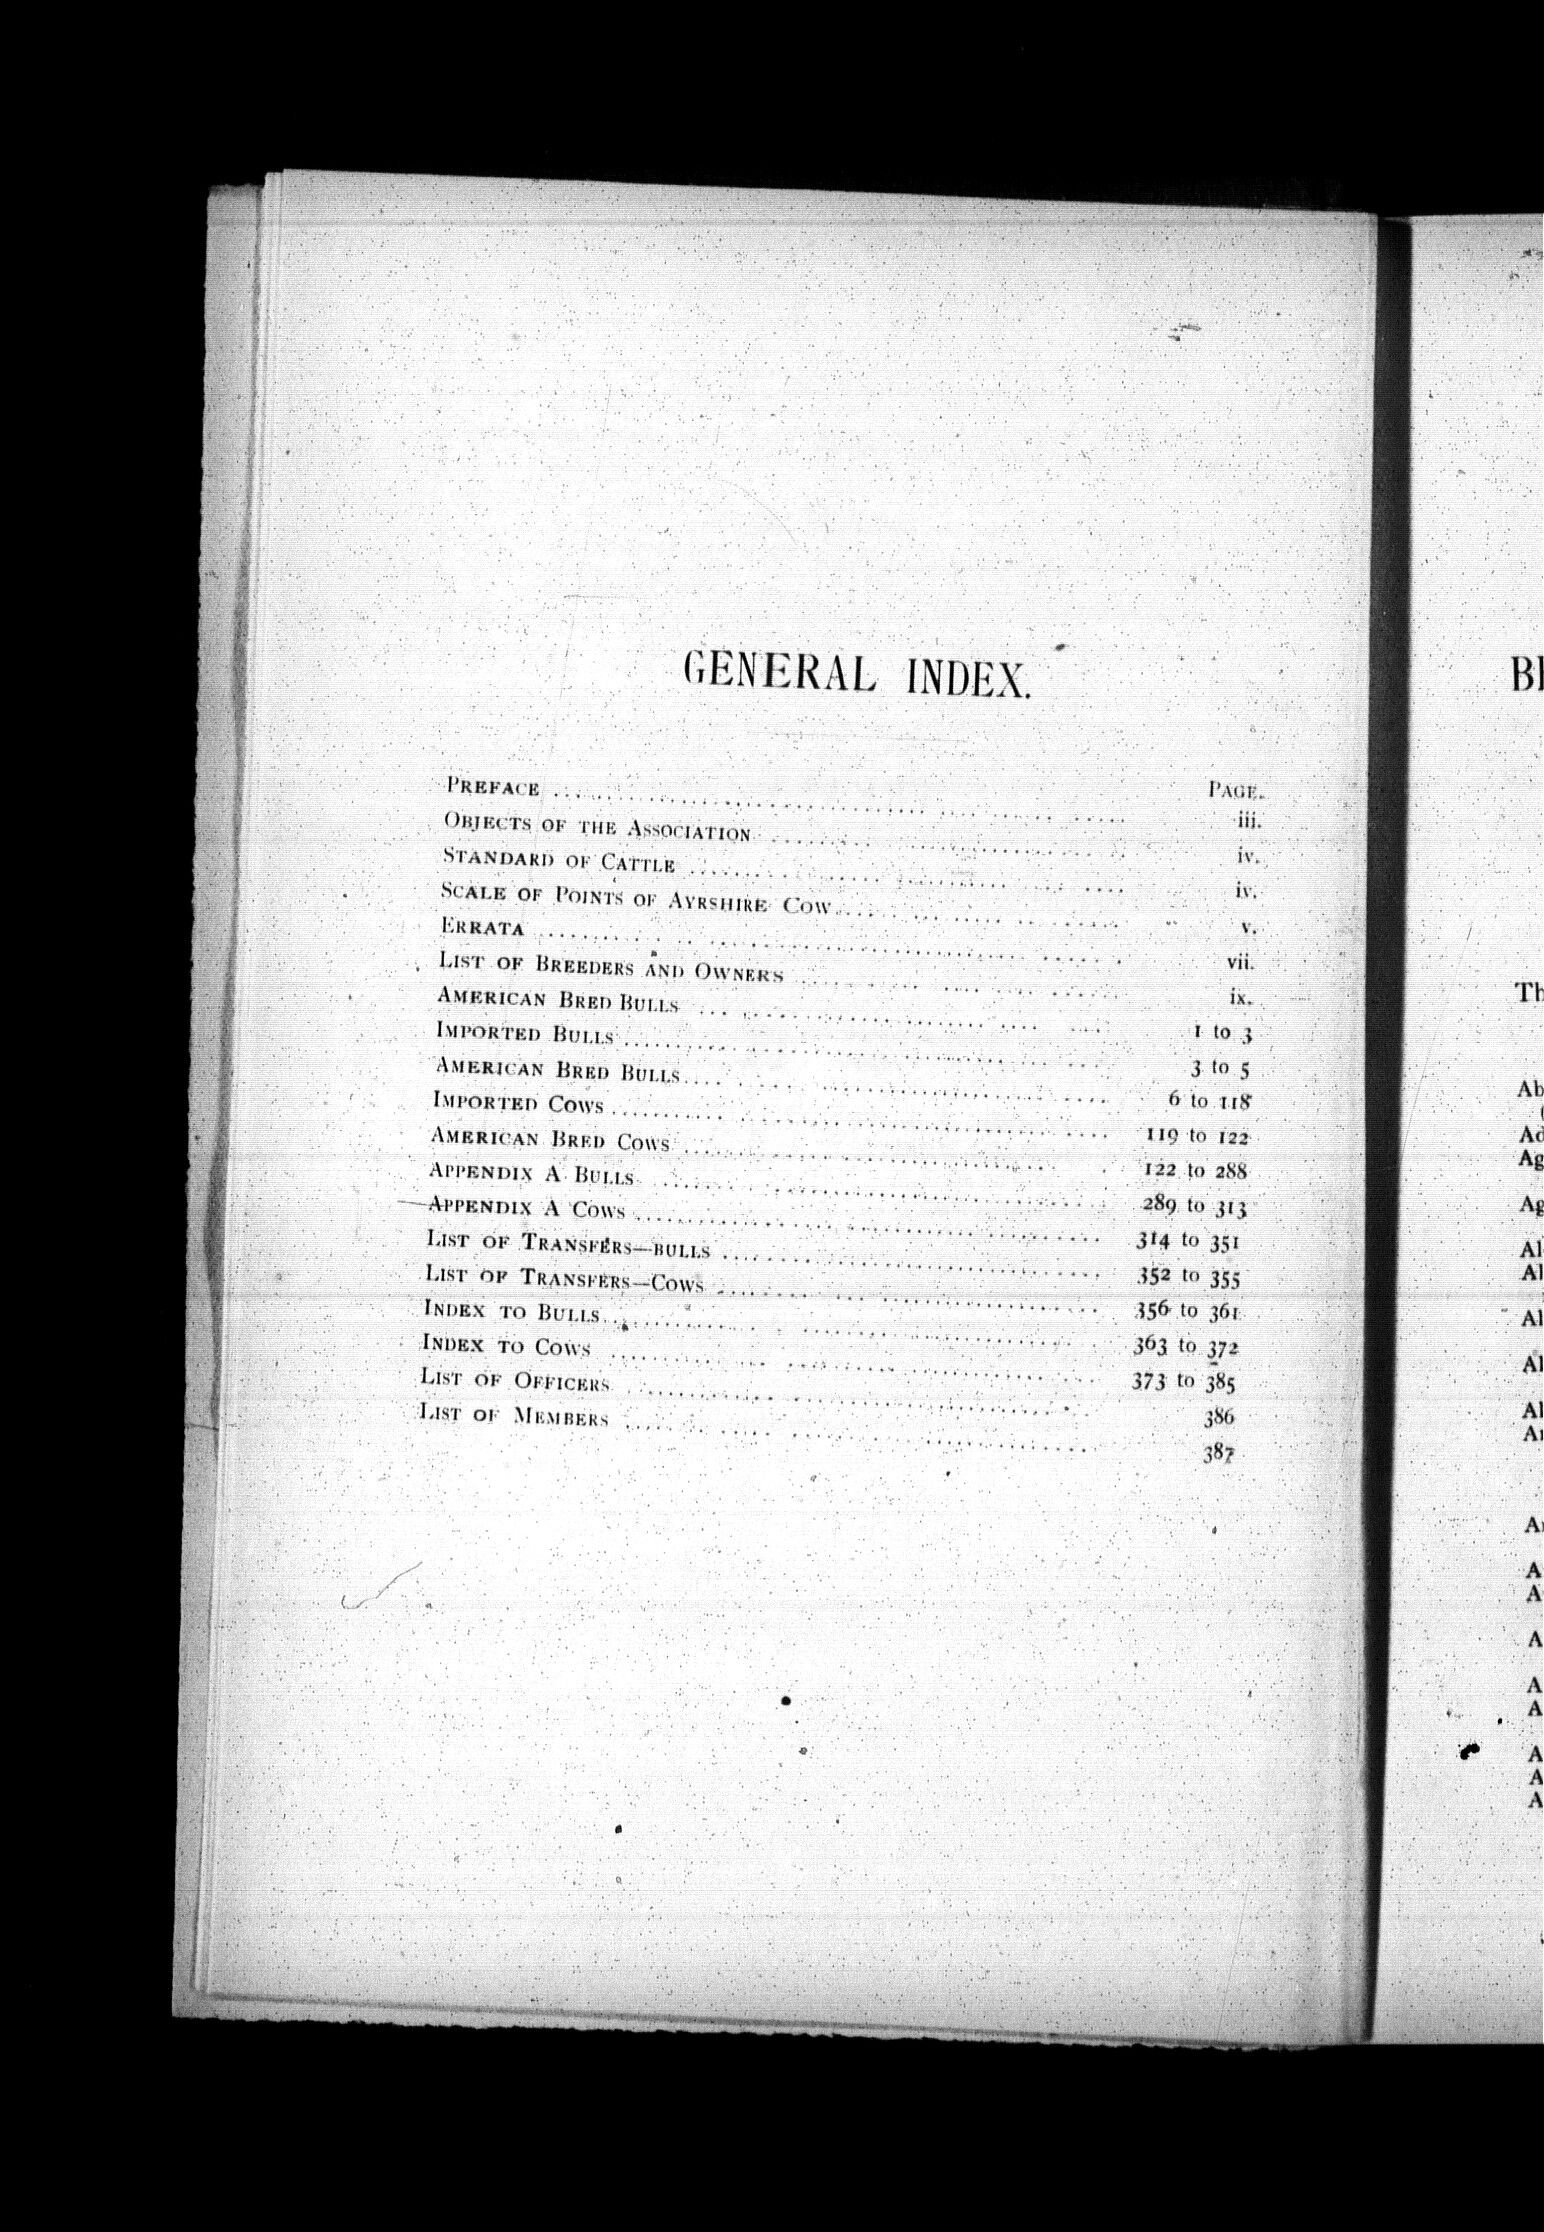 GENERAL INDEX.
PAGE.
PREFACE ........ iii.
OBJECTS OF THE ASSOCIATION ........ iv.
STANDARD OF CATTLE ........ iv.
SCALE OF POINTS OF AYRSHIRE COW ........ v.
ERRATA ........ vii.
LIST OF BREEDERS AND OWNERS ........ ix.
AMERICAN BRED BULLS ........ 1 to 3
IMPORTED BULLS ........ 3 to 5
AMERICAN BRED BULLS ........ 6 to 118
IMPORTED COWS ........ 119 to 122
AMERICAN BRED COWS ........ 122 to 288
APPENDIX A BULLS ........ 289 to 313
APPENDIX A COWS ........ 314 to 351
LIST OF TRANSFERS—BULLS ........ 352 to 355
LIST OF TRANSFERS—COWS ........ 356 to 361
INDEX TO BULLS ........ 363 to 372
INDEX TO COWS ........ 373 to 385
LIST OF OFFICERS ........ 386
LIST OF MEMBERS ........ 387